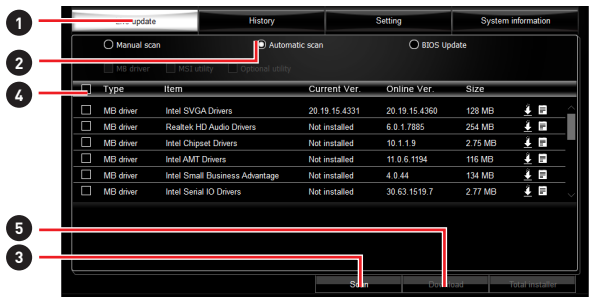 1 Live update History Setting System information
Manual scan Automatic scan BIOS Update
2
MB driver MSI utility Optional utility
4 Type Item Current Ver. Online Ver. Size
MB driver Intel SVGA Drivers 20.19.15.4331 20.19.15.4360 128 MB
MB driver Realtek HD Audio Drivers Not installed 6.0.1.7885 254 MB
MB driver Intel Chipset Drivers Not installed 10.1.1.9 2.75 MB
MB driver Intel AMT Drivers Not installed 11.0.6.1194 116 MB
MB driver Intel Small Business Advantage Not installed 4.0.44 134 MB
MB driver Intel Serial IO Drivers Not installed 30.63.1519.7 2.77 MB
5
3
Scan Download Total installer